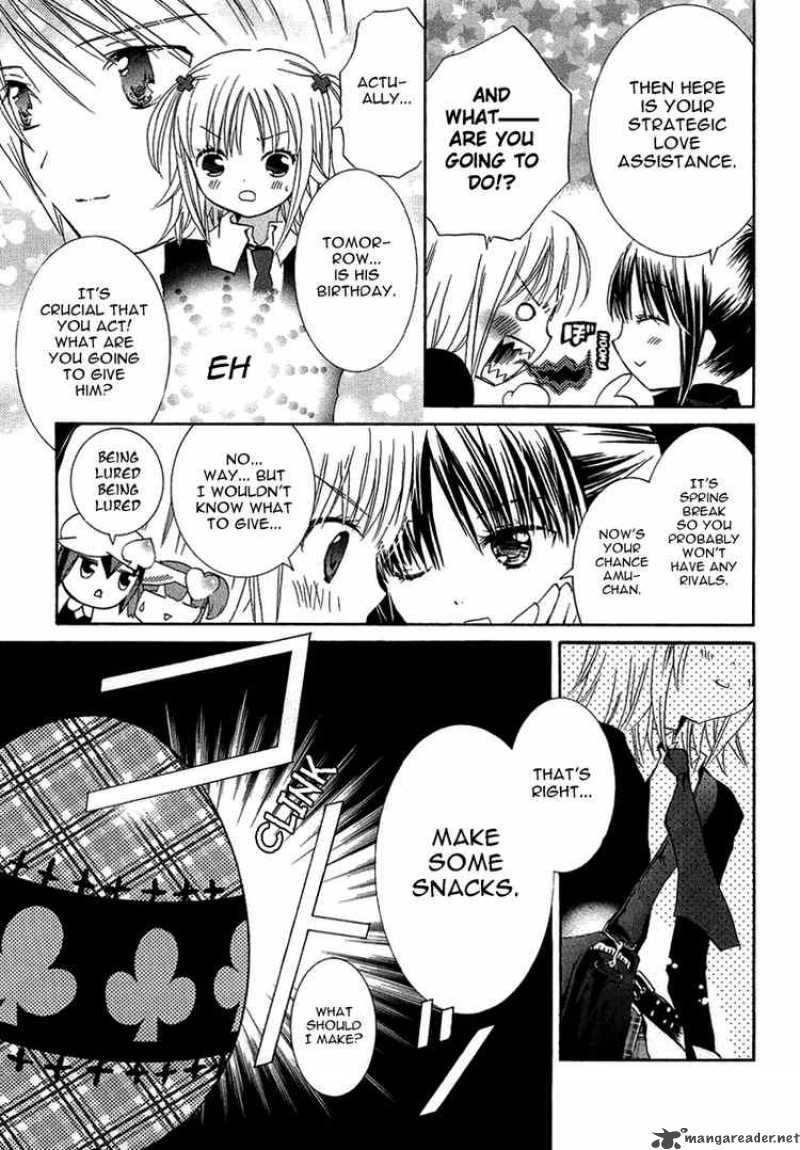 THEN HERE
IS YOUR
STRATEGIC
LOVE
ASSISTANCE.
AND
WHAT—
ARE YOU
GOING TO
DO!?
FWOOH
ACTU-
ALLY...
TOMOR-
ROW...
IS HIS
BIRTHDAY.
EH
IT'S
CRUCIAL THAT
YOU ACT!
WHAT ARE
YOU GOING
TO GIVE
HIM?
IT'S
SPRING
BREAK
SO YOU
PROBABLY
WON'T
HAVE ANY
RIVALS.
NOW'S
YOUR
CHANCE
AMU-
CHAN.
NO...
WAY... BUT
I WOULDN'T
KNOW WHAT
TO GIVE...
BEING
LURED
BEING
LURED
THAT'S
RIGHT...
MAKE
SOME
SNACKS.
CLINK
WHAT
SHOULD
I MAKE?
mangareader.net